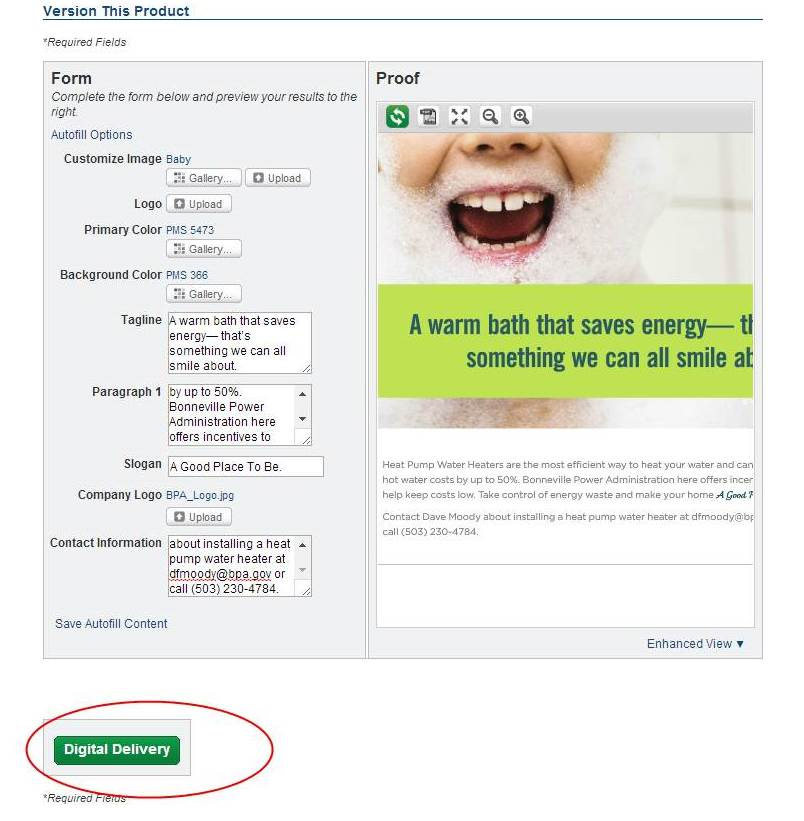 Version This Product
*Required Fields
Form
Complete the form below and preview your results to the
right.
Autofill Options
Customize Image Baby
Gallery... Upload
Logo Upload
Primary Color PMS 5473
Gallery...
Background Color PMS 366
Gallery...
Tagline A warm bath that saves
energy— that's
something we can all
smile about.
Paragraph 1 by up to 50%.
Bonneville Power
Administration here
offers incentives to
Slogan A Good Place To Be.
Company Logo BPA_Logo.jpg
Upload
Contact Information about installing a heat
pump water heater at
dfmoody@bpa.gov or
call (503) 230-4784.
Save Autofill Content
Proof
A warm bath that saves energy— th
something we can all smile ab
Heat Pump Water Heaters are the most efficient way to heat your water and can
hot water costs by up to 50%. Bonneville Power Administration here offers incen
help keep costs low. Take control of energy waste and make your home A Good P
Contact Dave Moody about installing a heat pump water heater at dfmoody@bp
call (503) 230-4784.
Enhanced View ▼
Digital Delivery
*Required Fields